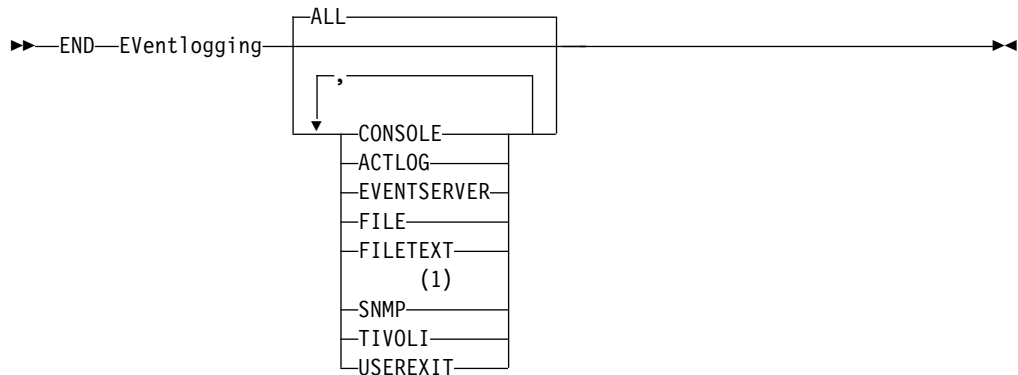 ALL
END EVentlogging
,
CONSOLE
ACTLOG
EVENTSERVER
FILE
FILETEXT
(1)
SNMP
TIVOLI
USEREXIT